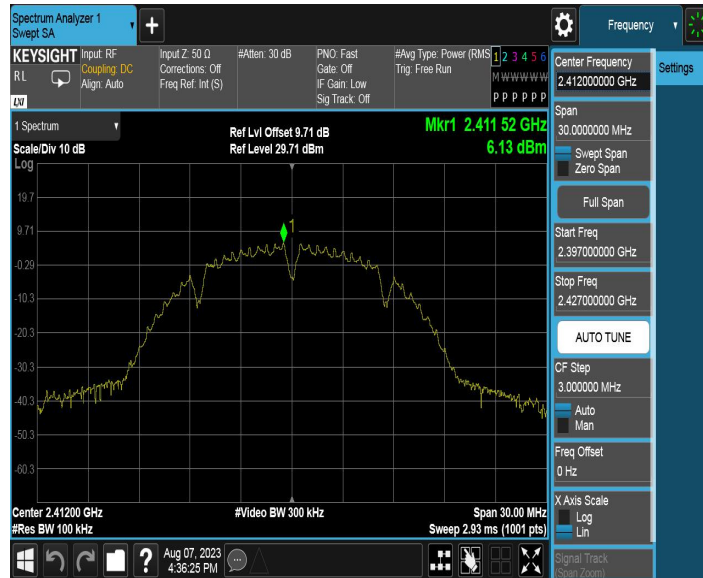 Spectrum Analyzer 1
Swept SA
Frequency
KEYSIGHT
RL
LXI
Input: RF
Coupling: DC
Align: Auto
Input Z: 50 Ω
Corrections: Off
Freq Ref: Int (S)
#Atten: 30 dB
PNO: Fast
Gate: Off
IF Gain: Low
Sig Track: Off
#Avg Type: Power (RMS
Trig: Free Run
1 2 3 4 5 6
M W W W W W
P P P P P P
Center Frequency
2.412000000 GHz
Settings
Span
30.0000000 MHz
Swept Span
Zero Span
Full Span
Start Freq
2.397000000 GHz
Stop Freq
2.427000000 GHz
AUTO TUNE
CF Step
3.000000 MHz
Auto
Man
Freq Offset
0 Hz
X Axis Scale
Log
Lin
Signal Track
(Span Zoom)
1 Spectrum
Scale/Div 10 dB
Log
Ref Lvl Offset 9.71 dB
Ref Level 29.71 dBm
Mkr1 2.411 52 GHz
6.13 dBm
1
19.7
9.71
-0.29
-10.3
-20.3
-30.3
-40.3
-50.3
-60.3
Center 2.41200 GHz
#Res BW 100 kHz
#Video BW 300 kHz
Span 30.00 MHz
Sweep 2.93 ms (1001 pts)
Aug 07, 2023
4:36:25 PM